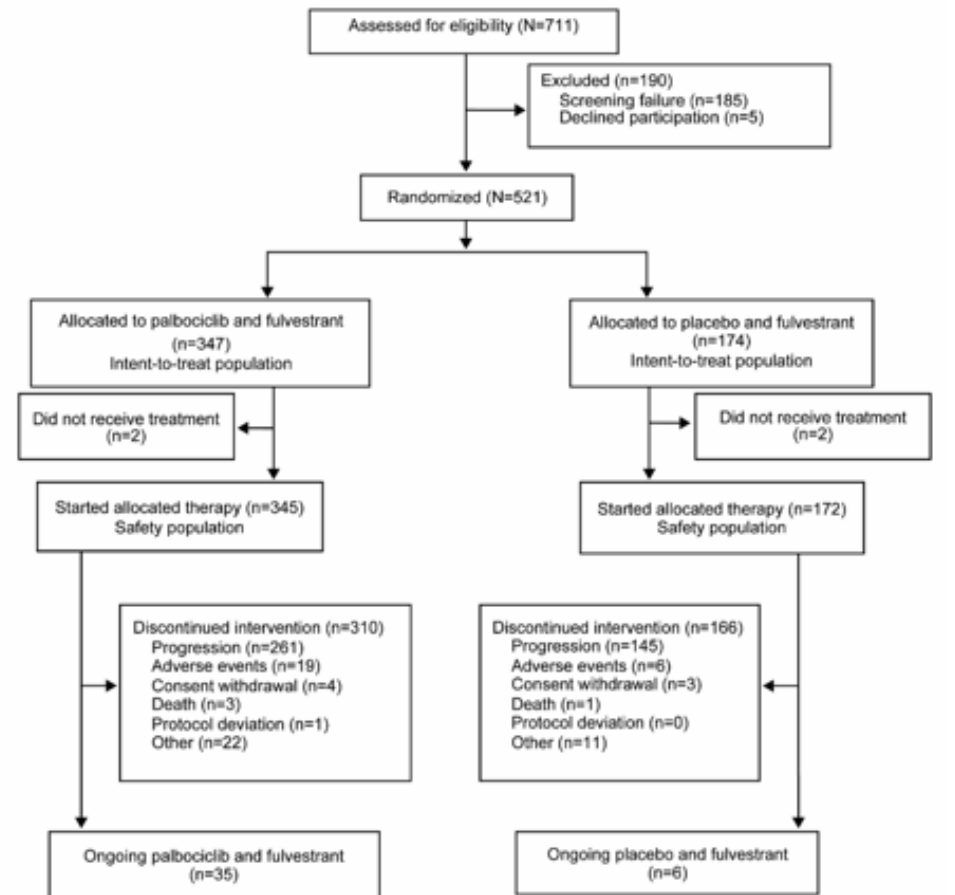 Assessed for eligibility (N=711)
Excluded (n=190)
Screening failure (n=185)
Declined participation (n=5)
Randomized (N=521)
Allocated to palbociclib and fulvestrant
(n=347)
Intent-to-treat population
Allocated to placebo and fulvestrant
(n=174)
Intent-to-treat population
Did not receive treatment
(n=2)
Did not receive treatment
(n=2)
Started allocated therapy (n=345)
Safety population
Started allocated therapy (n=172)
Safety population
Discontinued intervention (n=310)
Progression (n=261)
Adverse events (n=19)
Consent withdrawal (n=4)
Death (n=3)
Protocol deviation (n=1)
Other (n=22)
Discontinued intervention (n=166)
Progression (n=145)
Adverse events (n=6)
Consent withdrawal (n=3)
Death (n=1)
Protocol deviation (n=0)
Other (n=11)
Ongoing palbociclib and fulvestrant
(n=35)
Ongoing placebo and fulvestrant
(n=6)